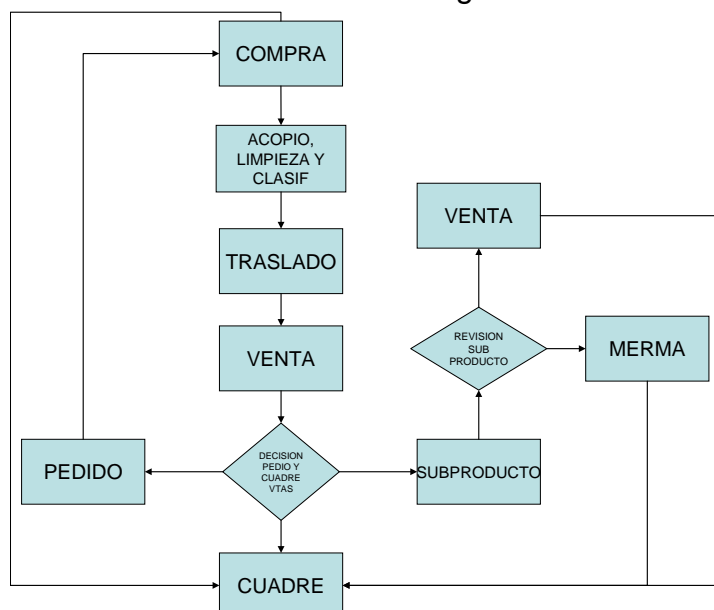 COMPRA
ACOPIO,
LIMPIEZA Y
CLASIF
TRASLADO
VENTA
DECISION
PEDIO Y
CUADRE
VTAS
PEDIDO
SUBPRODUCTO
REVISION
SUB
PRODUCTO
VENTA
MERMA
CUADRE